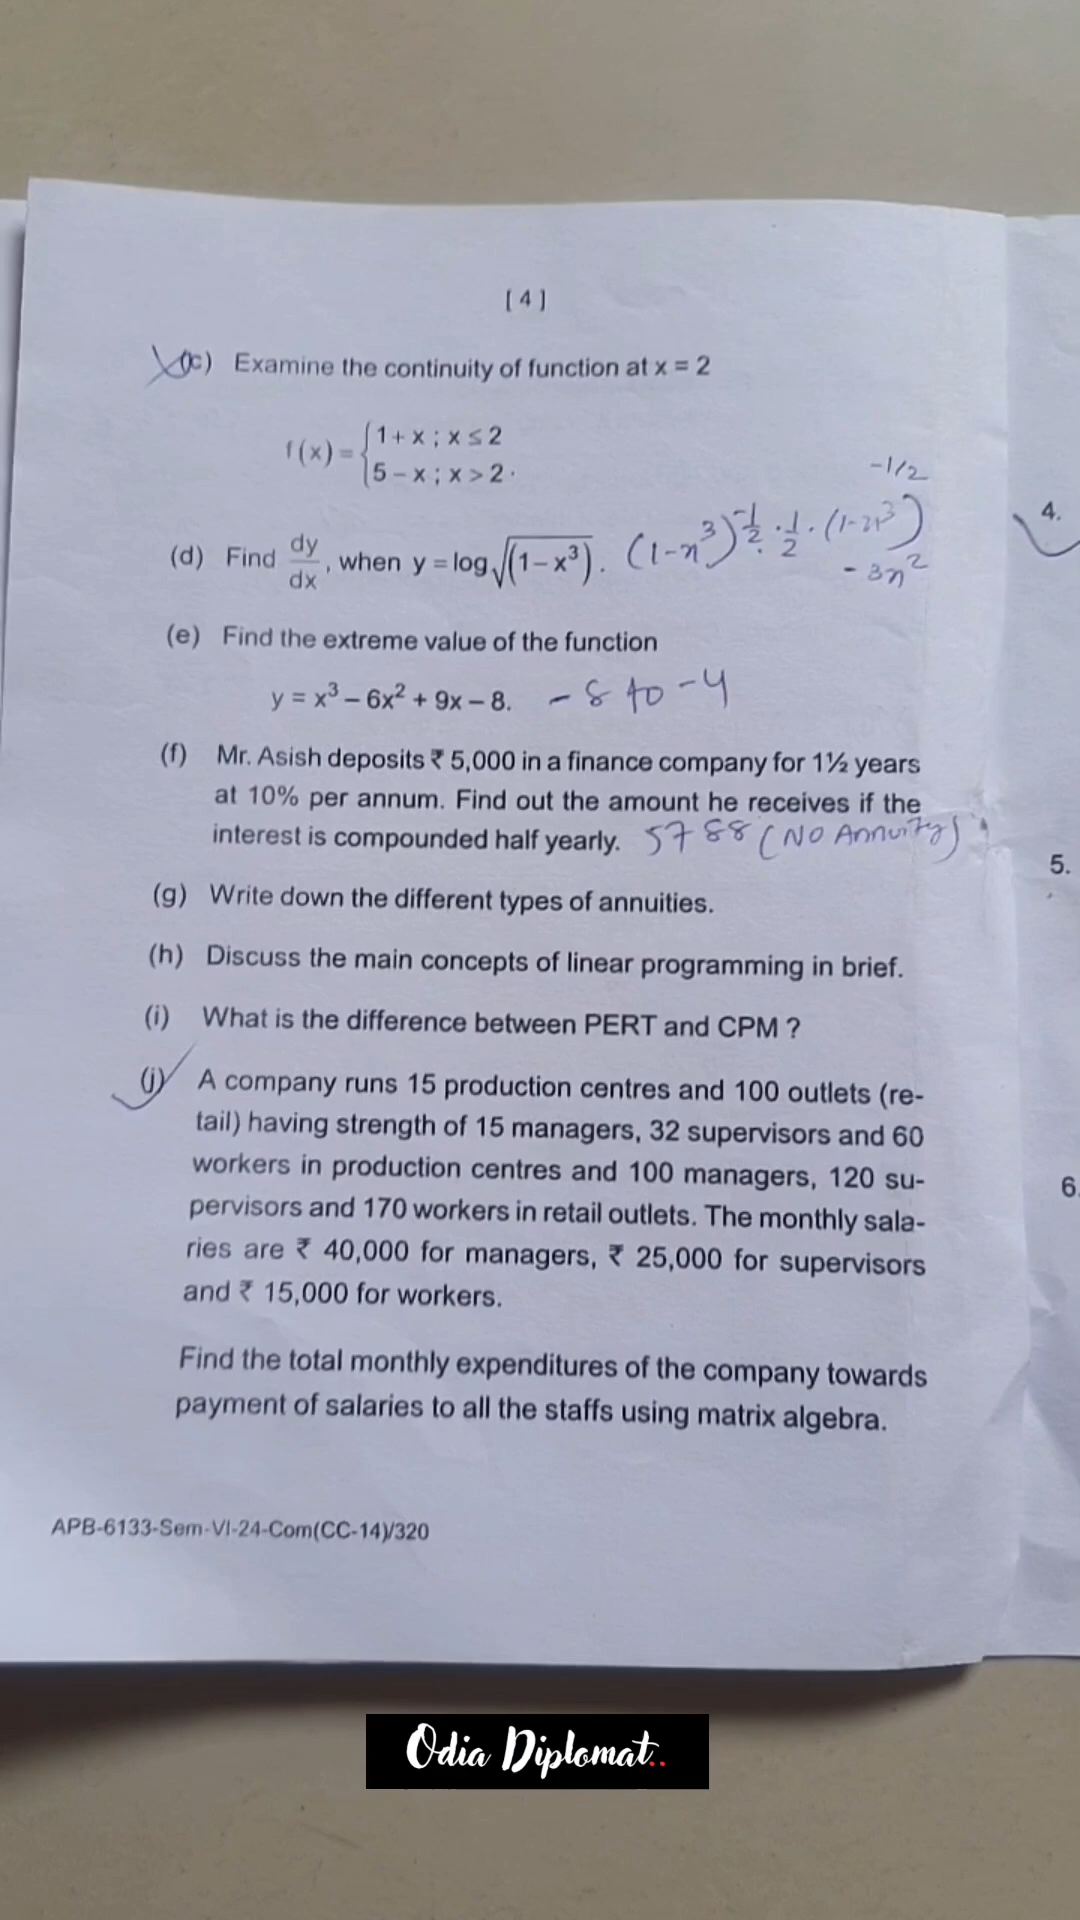 [ 4 ]
(c) Examine the continuity of function at x = 2
f (x) = { 1 + x ; x ≤ 2
5 – x ; x > 2 .
-1/2
4.
(d) Find dy/dx , when y = log √(1 – x³) . (1-x³)^-1/2 . 1/2 . (1-x³)
- 3x²
(e) Find the extreme value of the function
y = x³ – 6x² + 9x – 8. - 8 to -4
(f) Mr. Asish deposits ₹ 5,000 in a finance company for 1½ years
at 10% per annum. Find out the amount he receives if the
interest is compounded half yearly. 5788 (NO Annuity)
5.
(g) Write down the different types of annuities.
(h) Discuss the main concepts of linear programming in brief.
(i) What is the difference between PERT and CPM ?
(j) A company runs 15 production centres and 100 outlets (re-
tail) having strength of 15 managers, 32 supervisors and 60
workers in production centres and 100 managers, 120 su-
6.
pervisors and 170 workers in retail outlets. The monthly sala-
ries are ₹ 40,000 for managers, ₹ 25,000 for supervisors
and ₹ 15,000 for workers.
Find the total monthly expenditures of the company towards
payment of salaries to all the staffs using matrix algebra.
APB-6133-Sem-VI-24-Com(CC-14)/320
Odia Diplomat..